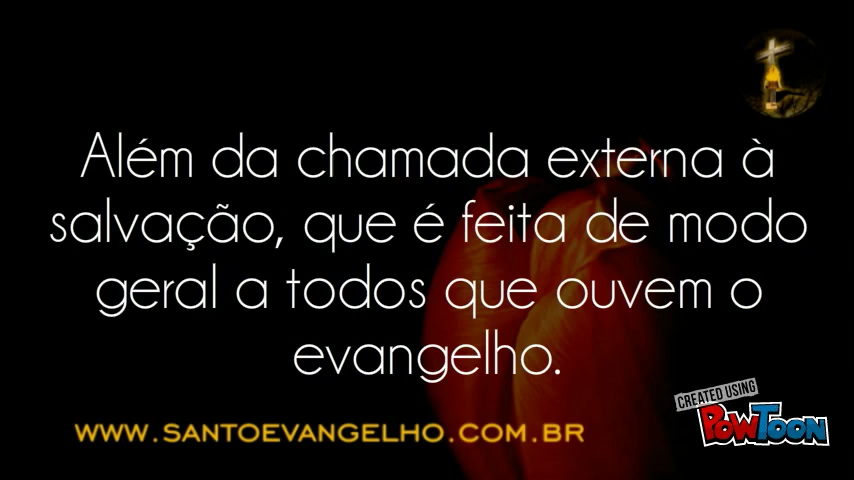 Além da chamada externa à
salvação, que é feita de modo
geral a todos que ouvem o
evangelho.
CREATED USING
POWTOON
WWW.SANTOEVANGELHO.COM.BR